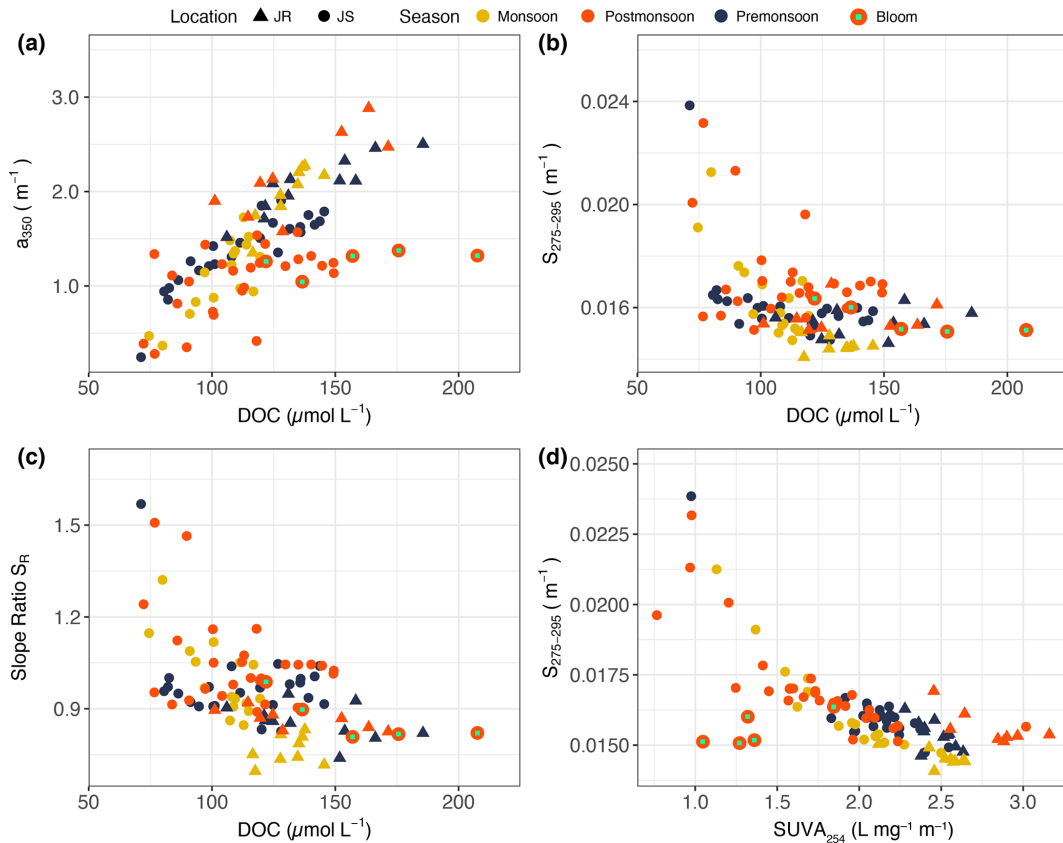 Location JR JS Season Monsoon Postmonsoon Premonsoon Bloom
(a)
3.0
2.0
1.0
a₃₅₀ (m⁻¹)
50 100 150 200
DOC (µmol L⁻¹)
(b)
0.024
0.020
0.016
S₂₇₅₋₂₉₅ ( m⁻¹)
50 100 150 200
DOC (µmol L⁻¹)
(c)
1.5
1.2
0.9
Slope Ratio S_R
50 100 150 200
DOC (µmol L⁻¹)
(d)
0.0250
0.0225
0.0200
0.0175
0.0150
S₂₇₅₋₂₉₅ ( m⁻¹)
1.0 1.5 2.0 2.5 3.0
SUVA₂₅₄ (L mg⁻¹ m⁻¹)